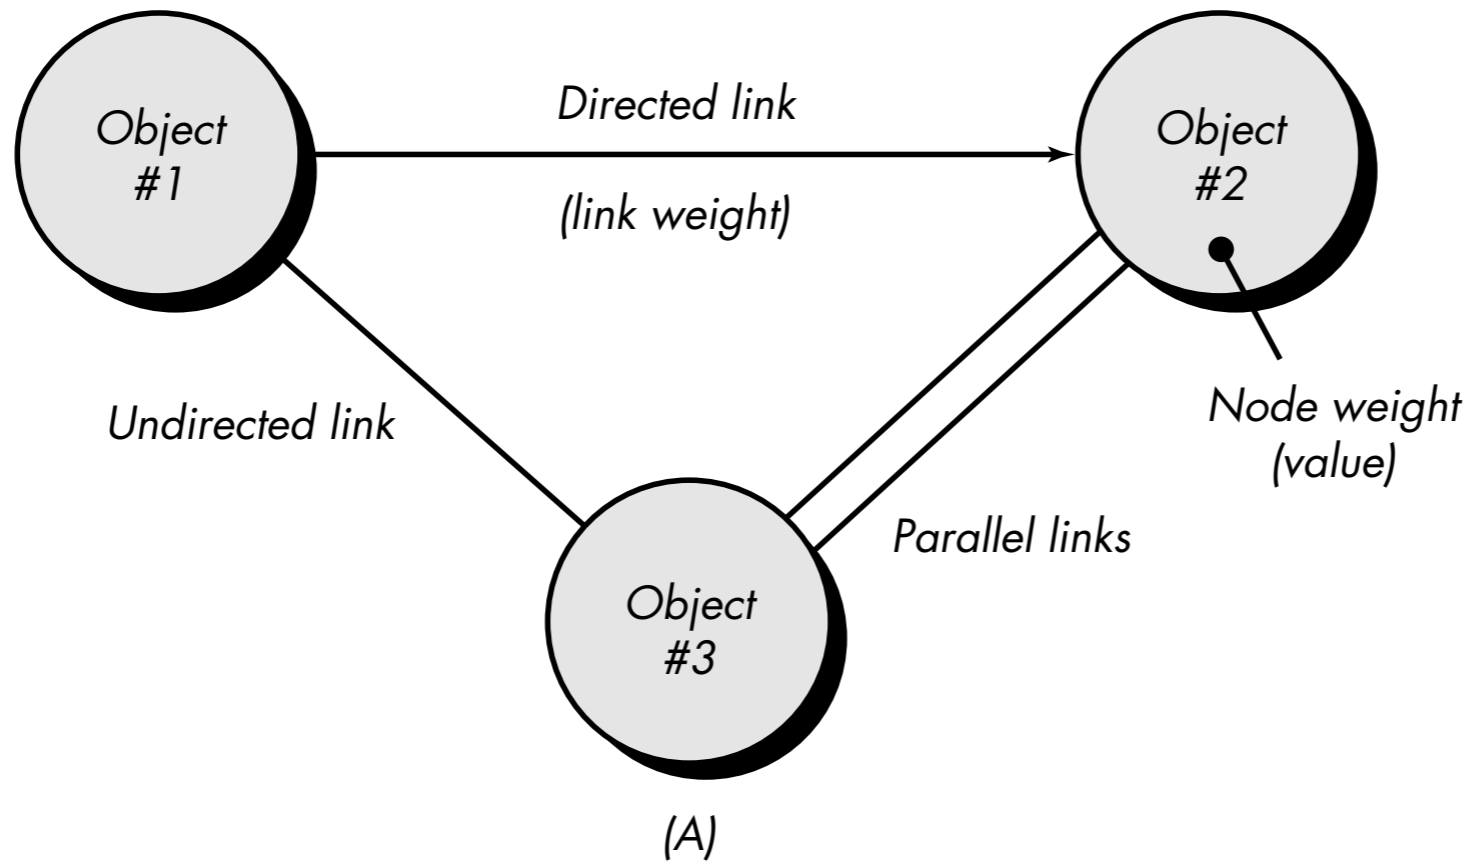 Object
#1
Directed link
(link weight)
Object
#2
Undirected link
Node weight
(value)
Parallel links
Object
#3
(A)